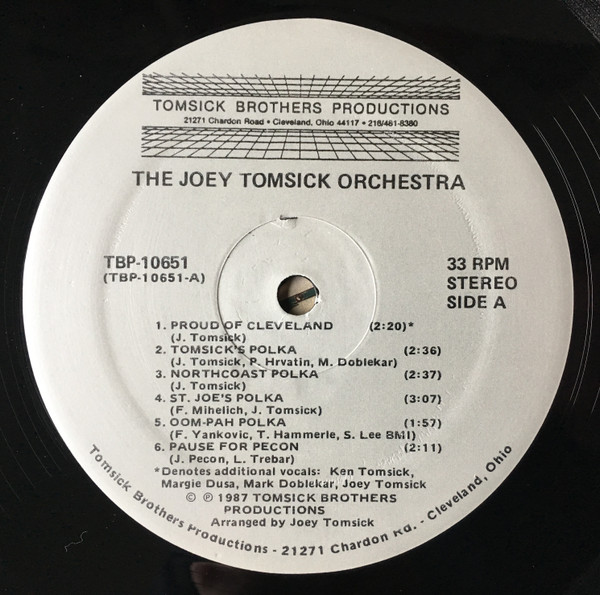 TOMSICK BROTHERS PRODUCTIONS
21271 Chardon Road • Cleveland, Ohio 44117 • 216/481-8380
THE JOEY TOMSICK ORCHESTRA
TBP-10651
(TBP-10651-A)
33 RPM
STEREO
SIDE A
1. PROUD OF CLEVELAND (2:20)*
(J. Tomsick)
2. TOMSICK'S POLKA (2:36)
(J. Tomsick, P. Hrvatin, M. Doblekar)
3. NORTHCOAST POLKA (2:37)
(J. Tomsick)
4. ST. JOE'S POLKA (3:07)
(F. Mihelich, J. Tomsick)
5. OOM-PAH POLKA (1:57)
(F. Yankovic, T. Hammerle, S. Lee BMI)
6. PAUSE FOR PECON (2:11)
(J. Pecon, L. Trebar)
*Denotes additional vocals: Ken Tomsick,
Margie Dusa, Mark Doblekar, Joey Tomsick
© ℗ 1987 TOMSICK BROTHERS
PRODUCTIONS
Arranged by Joey Tomsick
Tomsick Brothers Productions - 21271 Chardon Rd. - Cleveland, Ohio